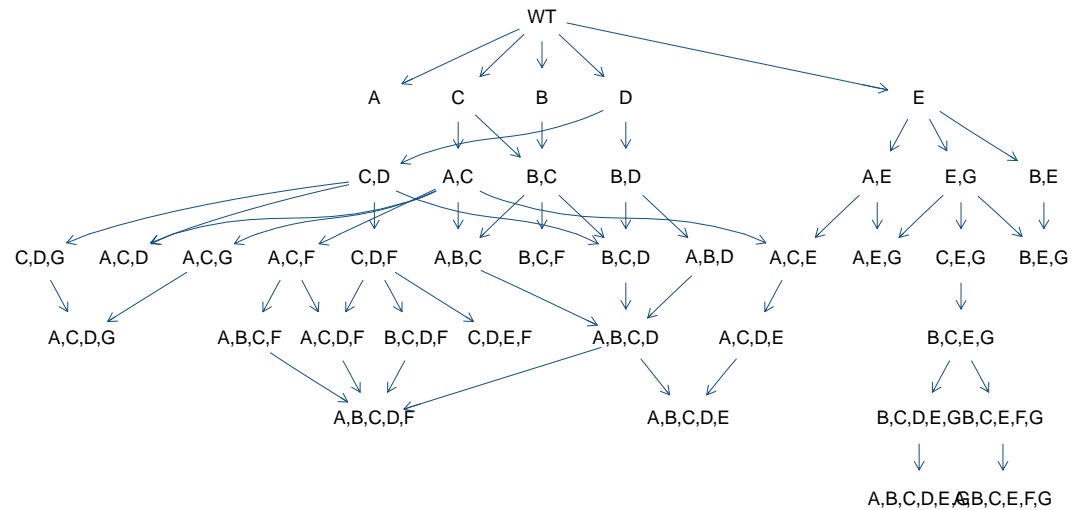 WT
A C B D E
C,D A,C B,C B,D A,E E,G B,E
C,D,G A,C,D A,C,G A,C,F C,D,F A,B,C B,C,F B,C,D A,B,D A,C,E A,E,G C,E,G B,E,G
A,C,D,G A,B,C,F A,C,D,F B,C,D,F C,D,E,F A,B,C,D A,C,D,E B,C,E,G
A,B,C,D,F A,B,C,D,E B,C,D,E,G B,C,E,F,G
A,B,C,D,E,G A,B,C,E,F,G